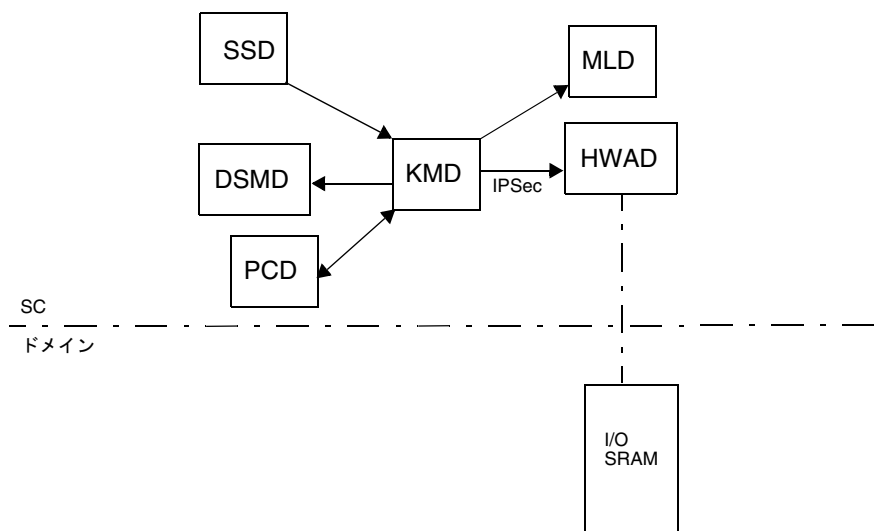 SSD
MLD
DSMD
KMD
IPSec
HWAD
PCD
SC
ドメイン
I/O
SRAM